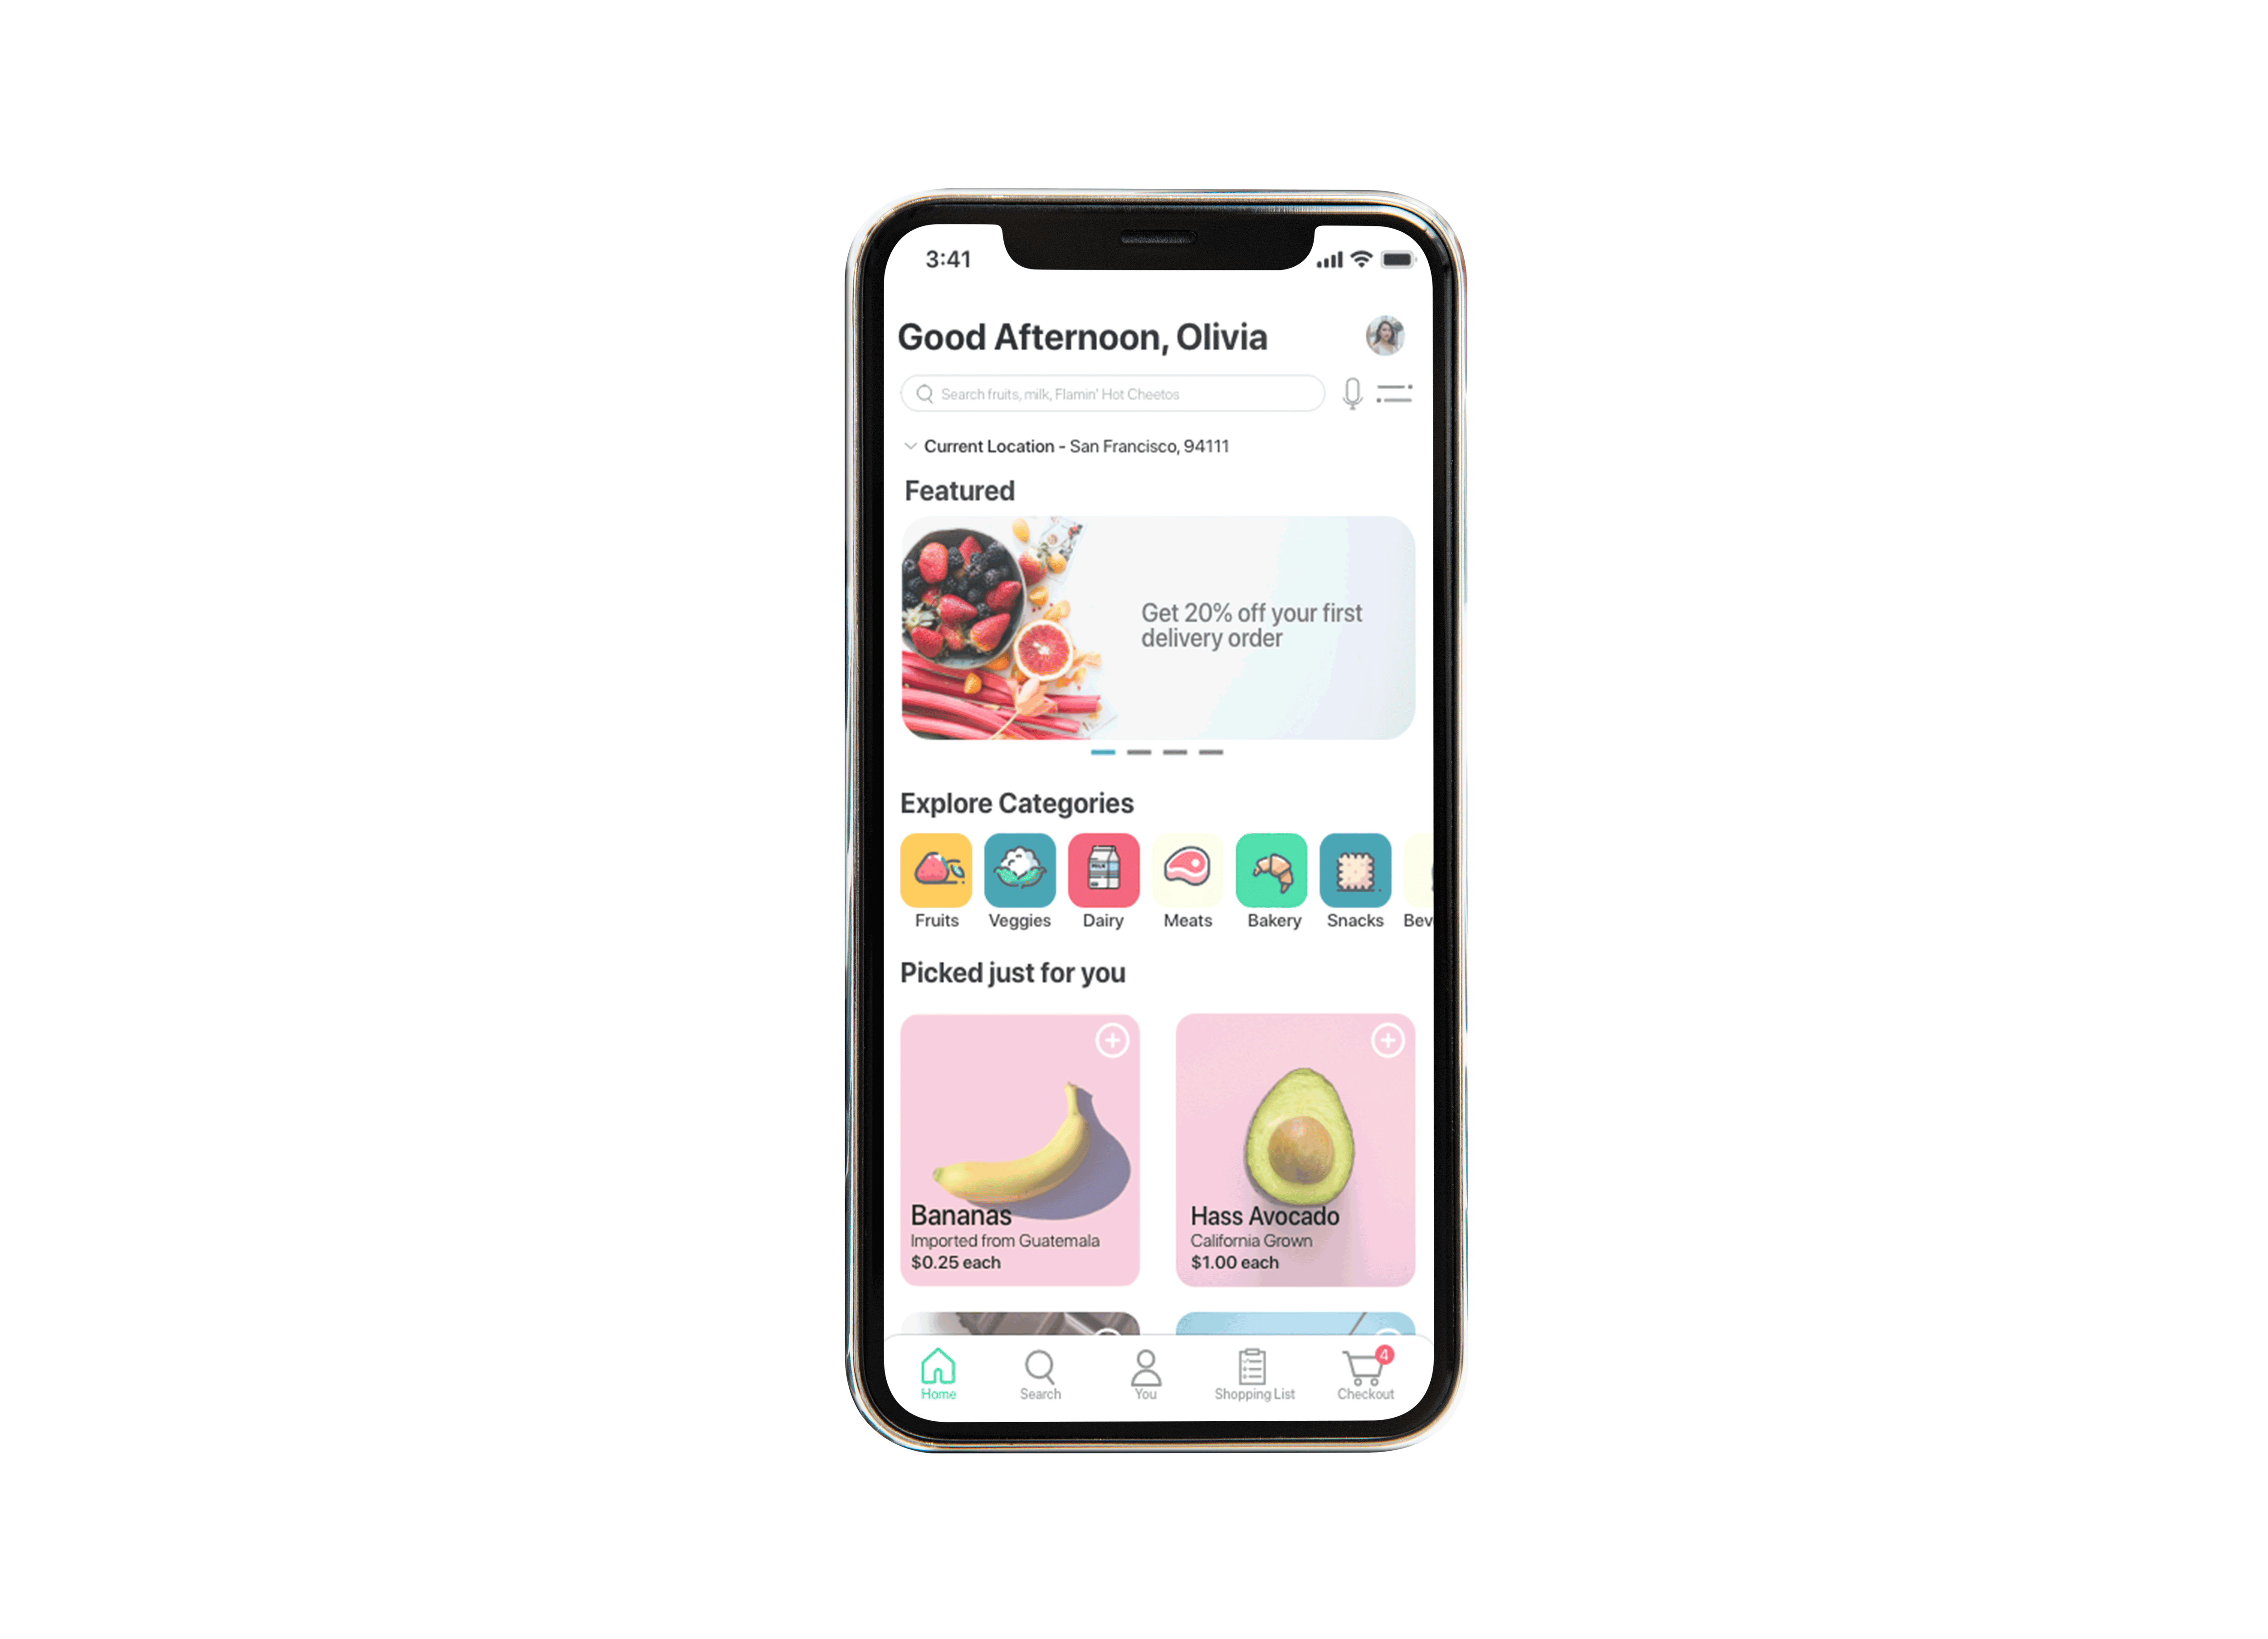 3:41
Good Afternoon, Olivia
Search fruits, milk, Flamin' Hot Cheetos
Current Location - San Francisco, 94111
Featured
Get 20% off your first
delivery order
Explore Categories
MILK
Fruits Veggies Dairy Meats Bakery Snacks Bev
Picked just for you
Bananas
Imported from Guatemala
$0.25 each
Hass Avocado
California Grown
$1.00 each
4
Home Search You Shopping List Checkout